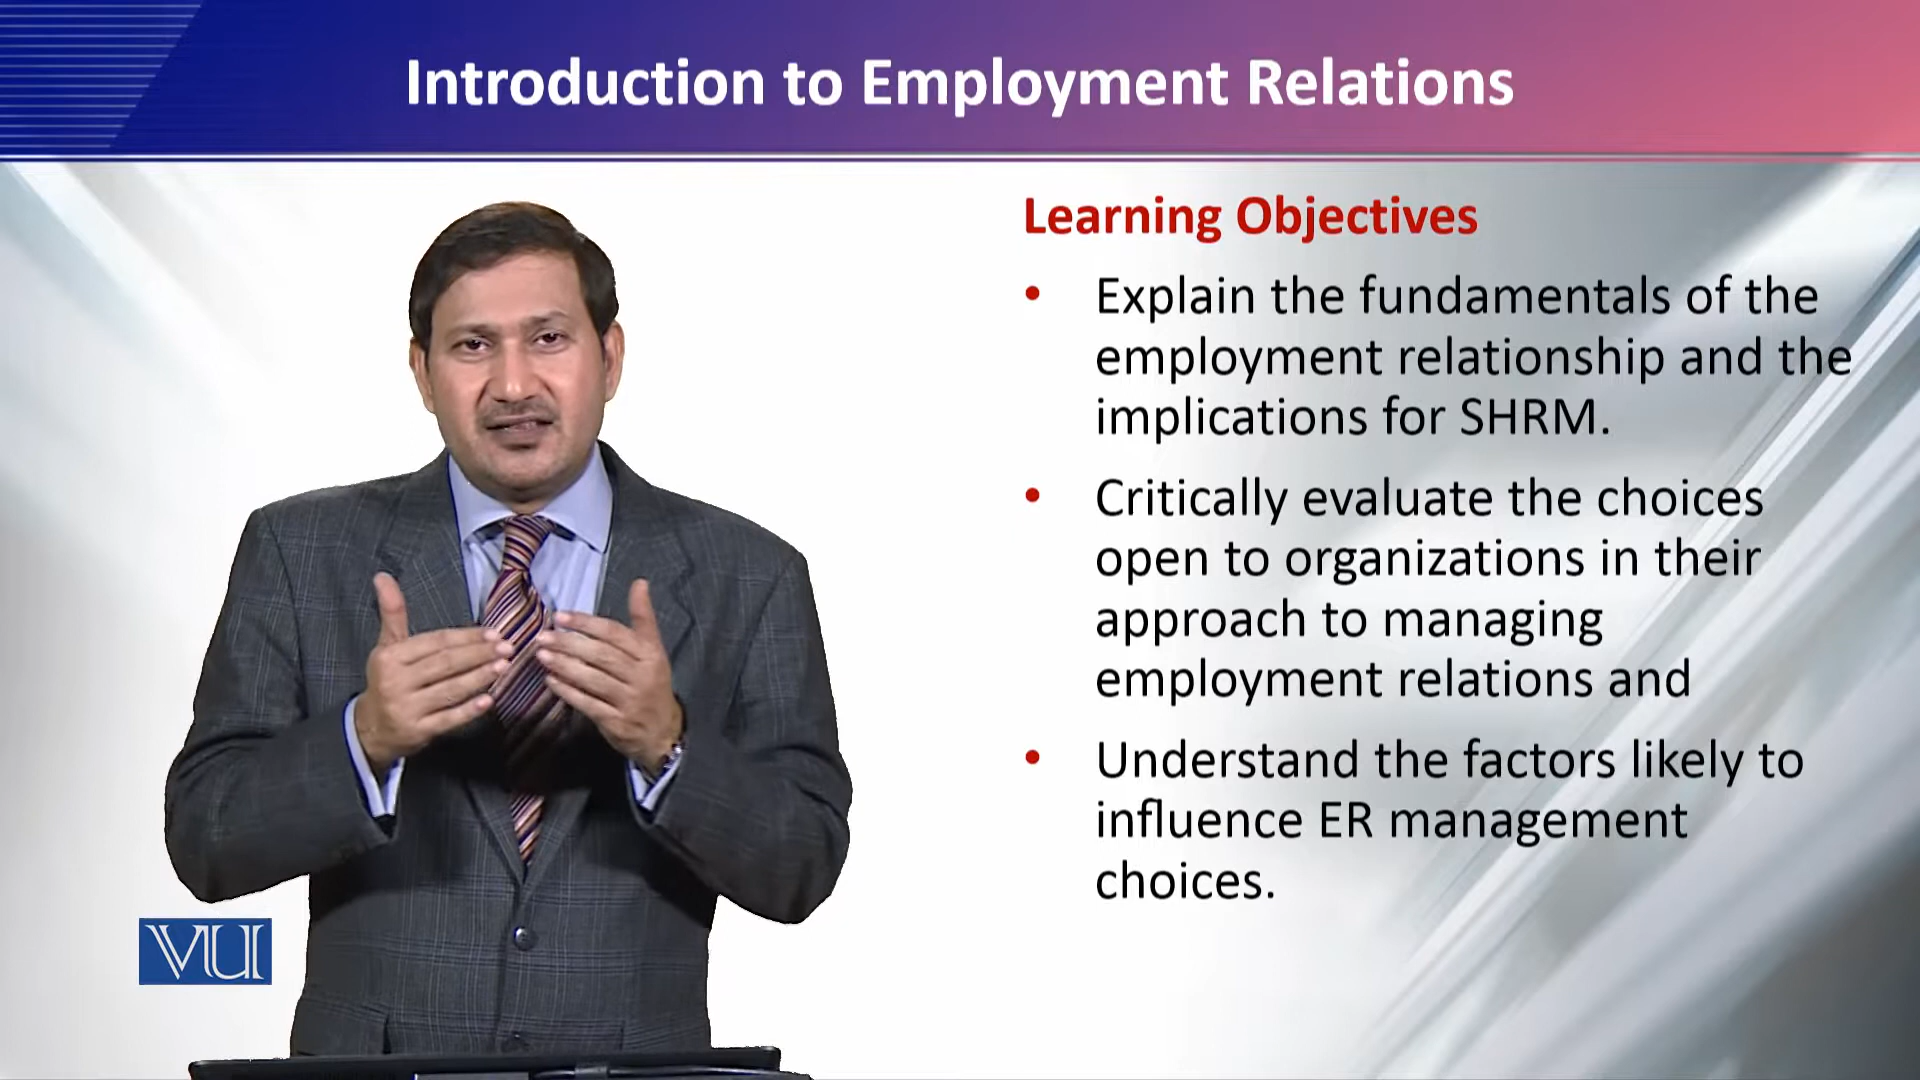 Introduction to Employment Relations
Learning Objectives
• Explain the fundamentals of the
employment relationship and the
implications for SHRM.
• Critically evaluate the choices
open to organizations in their
approach to managing
employment relations and
• Understand the factors likely to
influence ER management
choices.
VU